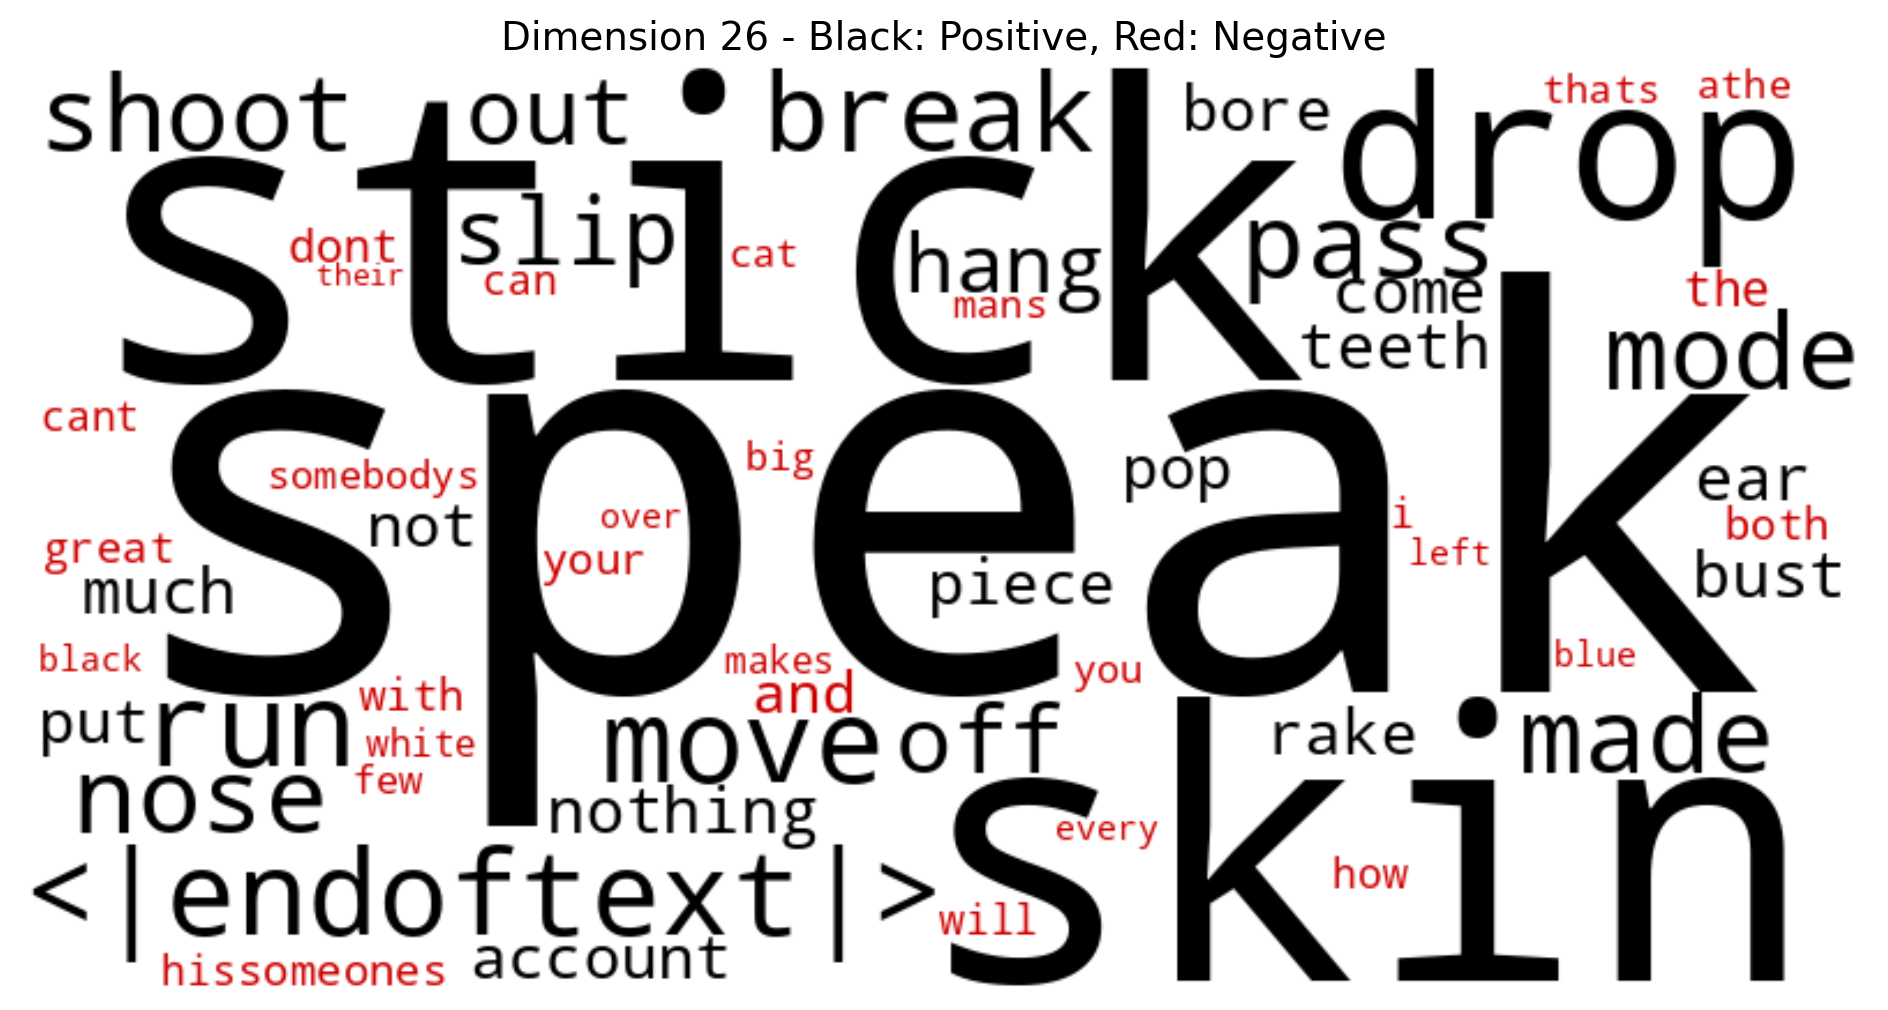 Dimension 26 - Black: Positive, Red: Negative
shoot out break bore drop thats athe
stick
dont their slip can cat hang mans pass come the
teeth mode
cant speak
somebodys not over your big pop i left ear both
great much piece bust
black makes you blue
put run with and move off rake made
nose white few nothing skin
every how
<|endoftext|> will
hissomeones account